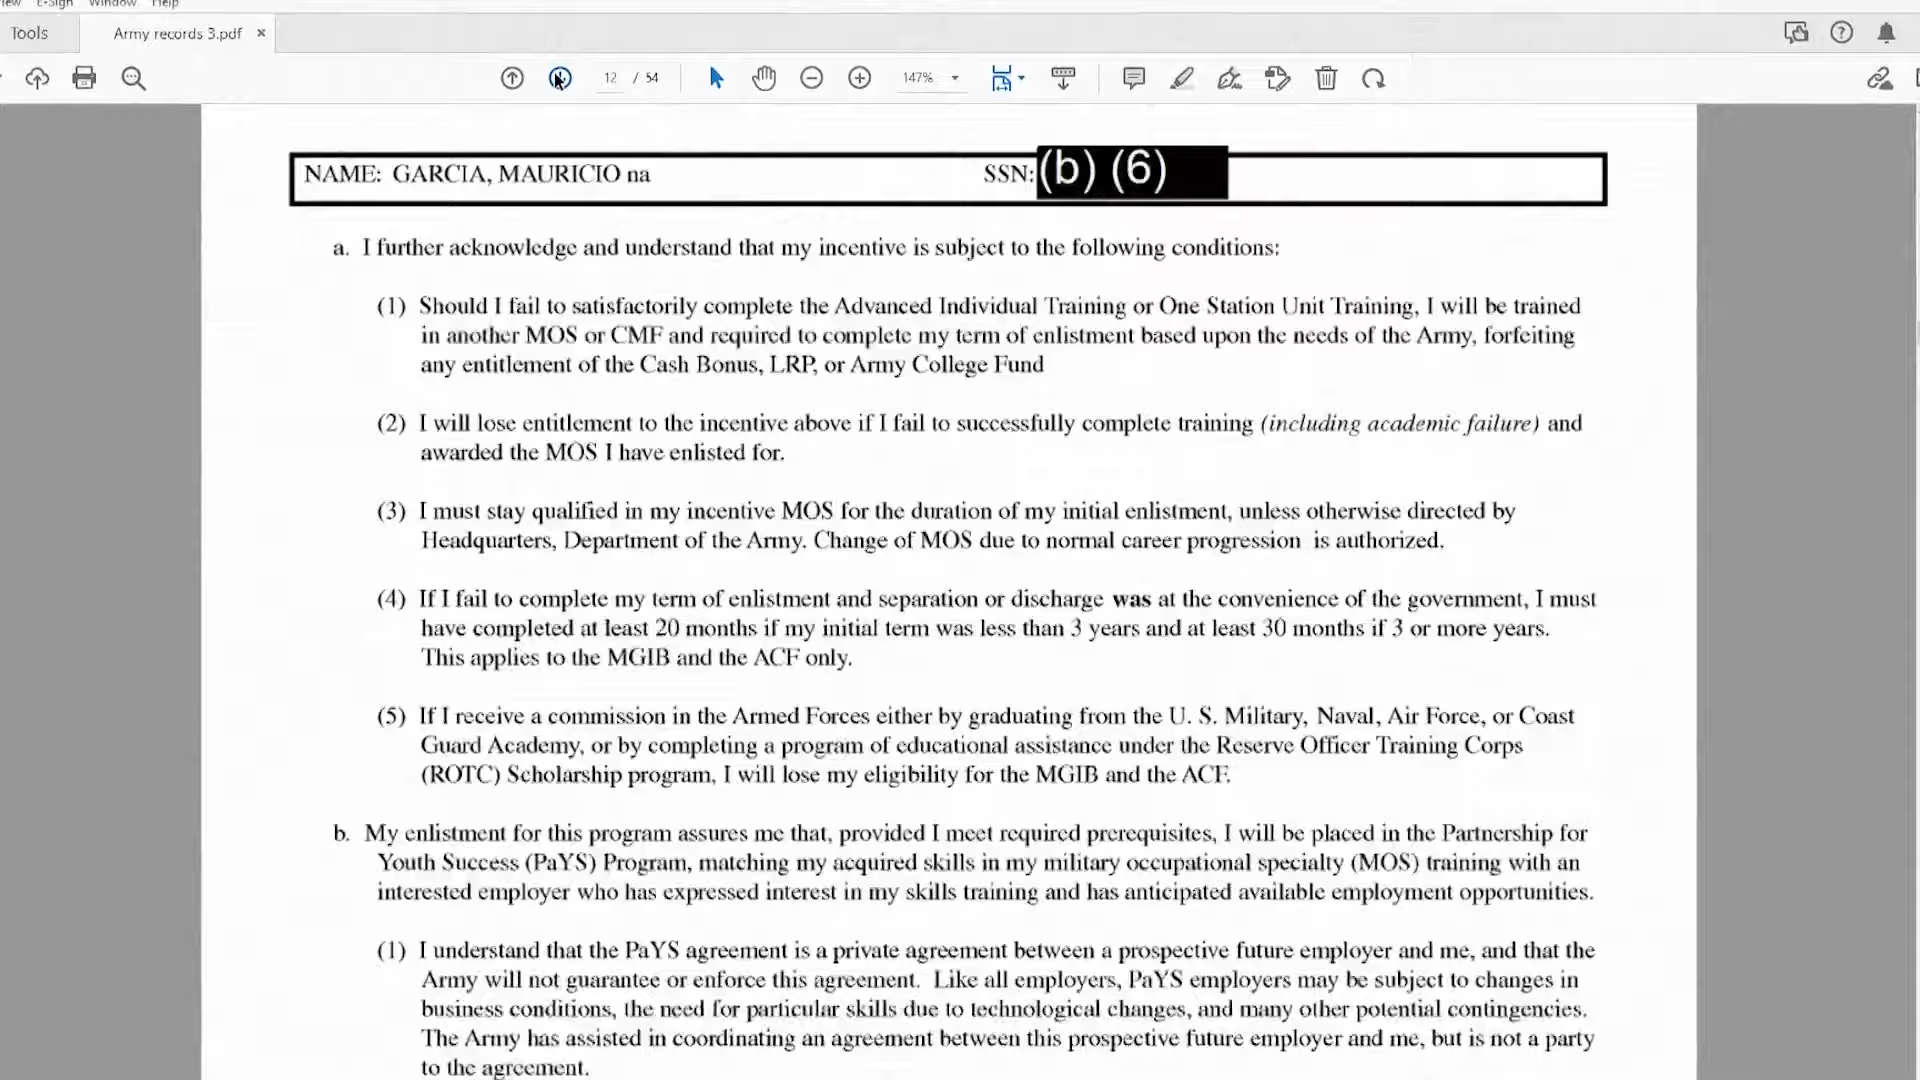 View E-Sign Window Help
Tools
Army records 3.pdf ×
12 / 54
147%
NAME: GARCIA, MAURICIO na SSN: (b) (6)
a. I further acknowledge and understand that my incentive is subject to the following conditions:
(1) Should I fail to satisfactorily complete the Advanced Individual Training or One Station Unit Training, I will be trained
in another MOS or CMF and required to complete my term of enlistment based upon the needs of the Army, forfeiting
any entitlement of the Cash Bonus, LRP, or Army College Fund
(2) I will lose entitlement to the incentive above if I fail to successfully complete training (including academic failure) and
awarded the MOS I have enlisted for.
(3) I must stay qualified in my incentive MOS for the duration of my initial enlistment, unless otherwise directed by
Headquarters, Department of the Army. Change of MOS due to normal career progression is authorized.
(4) If I fail to complete my term of enlistment and separation or discharge was at the convenience of the government, I must
have completed at least 20 months if my initial term was less than 3 years and at least 30 months if 3 or more years.
This applies to the MGIB and the ACF only.
(5) If I receive a commission in the Armed Forces either by graduating from the U. S. Military, Naval, Air Force, or Coast
Guard Academy, or by completing a program of educational assistance under the Reserve Officer Training Corps
(ROTC) Scholarship program, I will lose my eligibility for the MGIB and the ACF.
b. My enlistment for this program assures me that, provided I meet required prerequisites, I will be placed in the Partnership for
Youth Success (PaYS) Program, matching my acquired skills in my military occupational specialty (MOS) training with an
interested employer who has expressed interest in my skills training and has anticipated available employment opportunities.
(1) I understand that the PaYS agreement is a private agreement between a prospective future employer and me, and that the
Army will not guarantee or enforce this agreement. Like all employers, PaYS employers may be subject to changes in
business conditions, the need for particular skills due to technological changes, and many other potential contingencies.
The Army has assisted in coordinating an agreement between this prospective future employer and me, but is not a party
to the agreement.